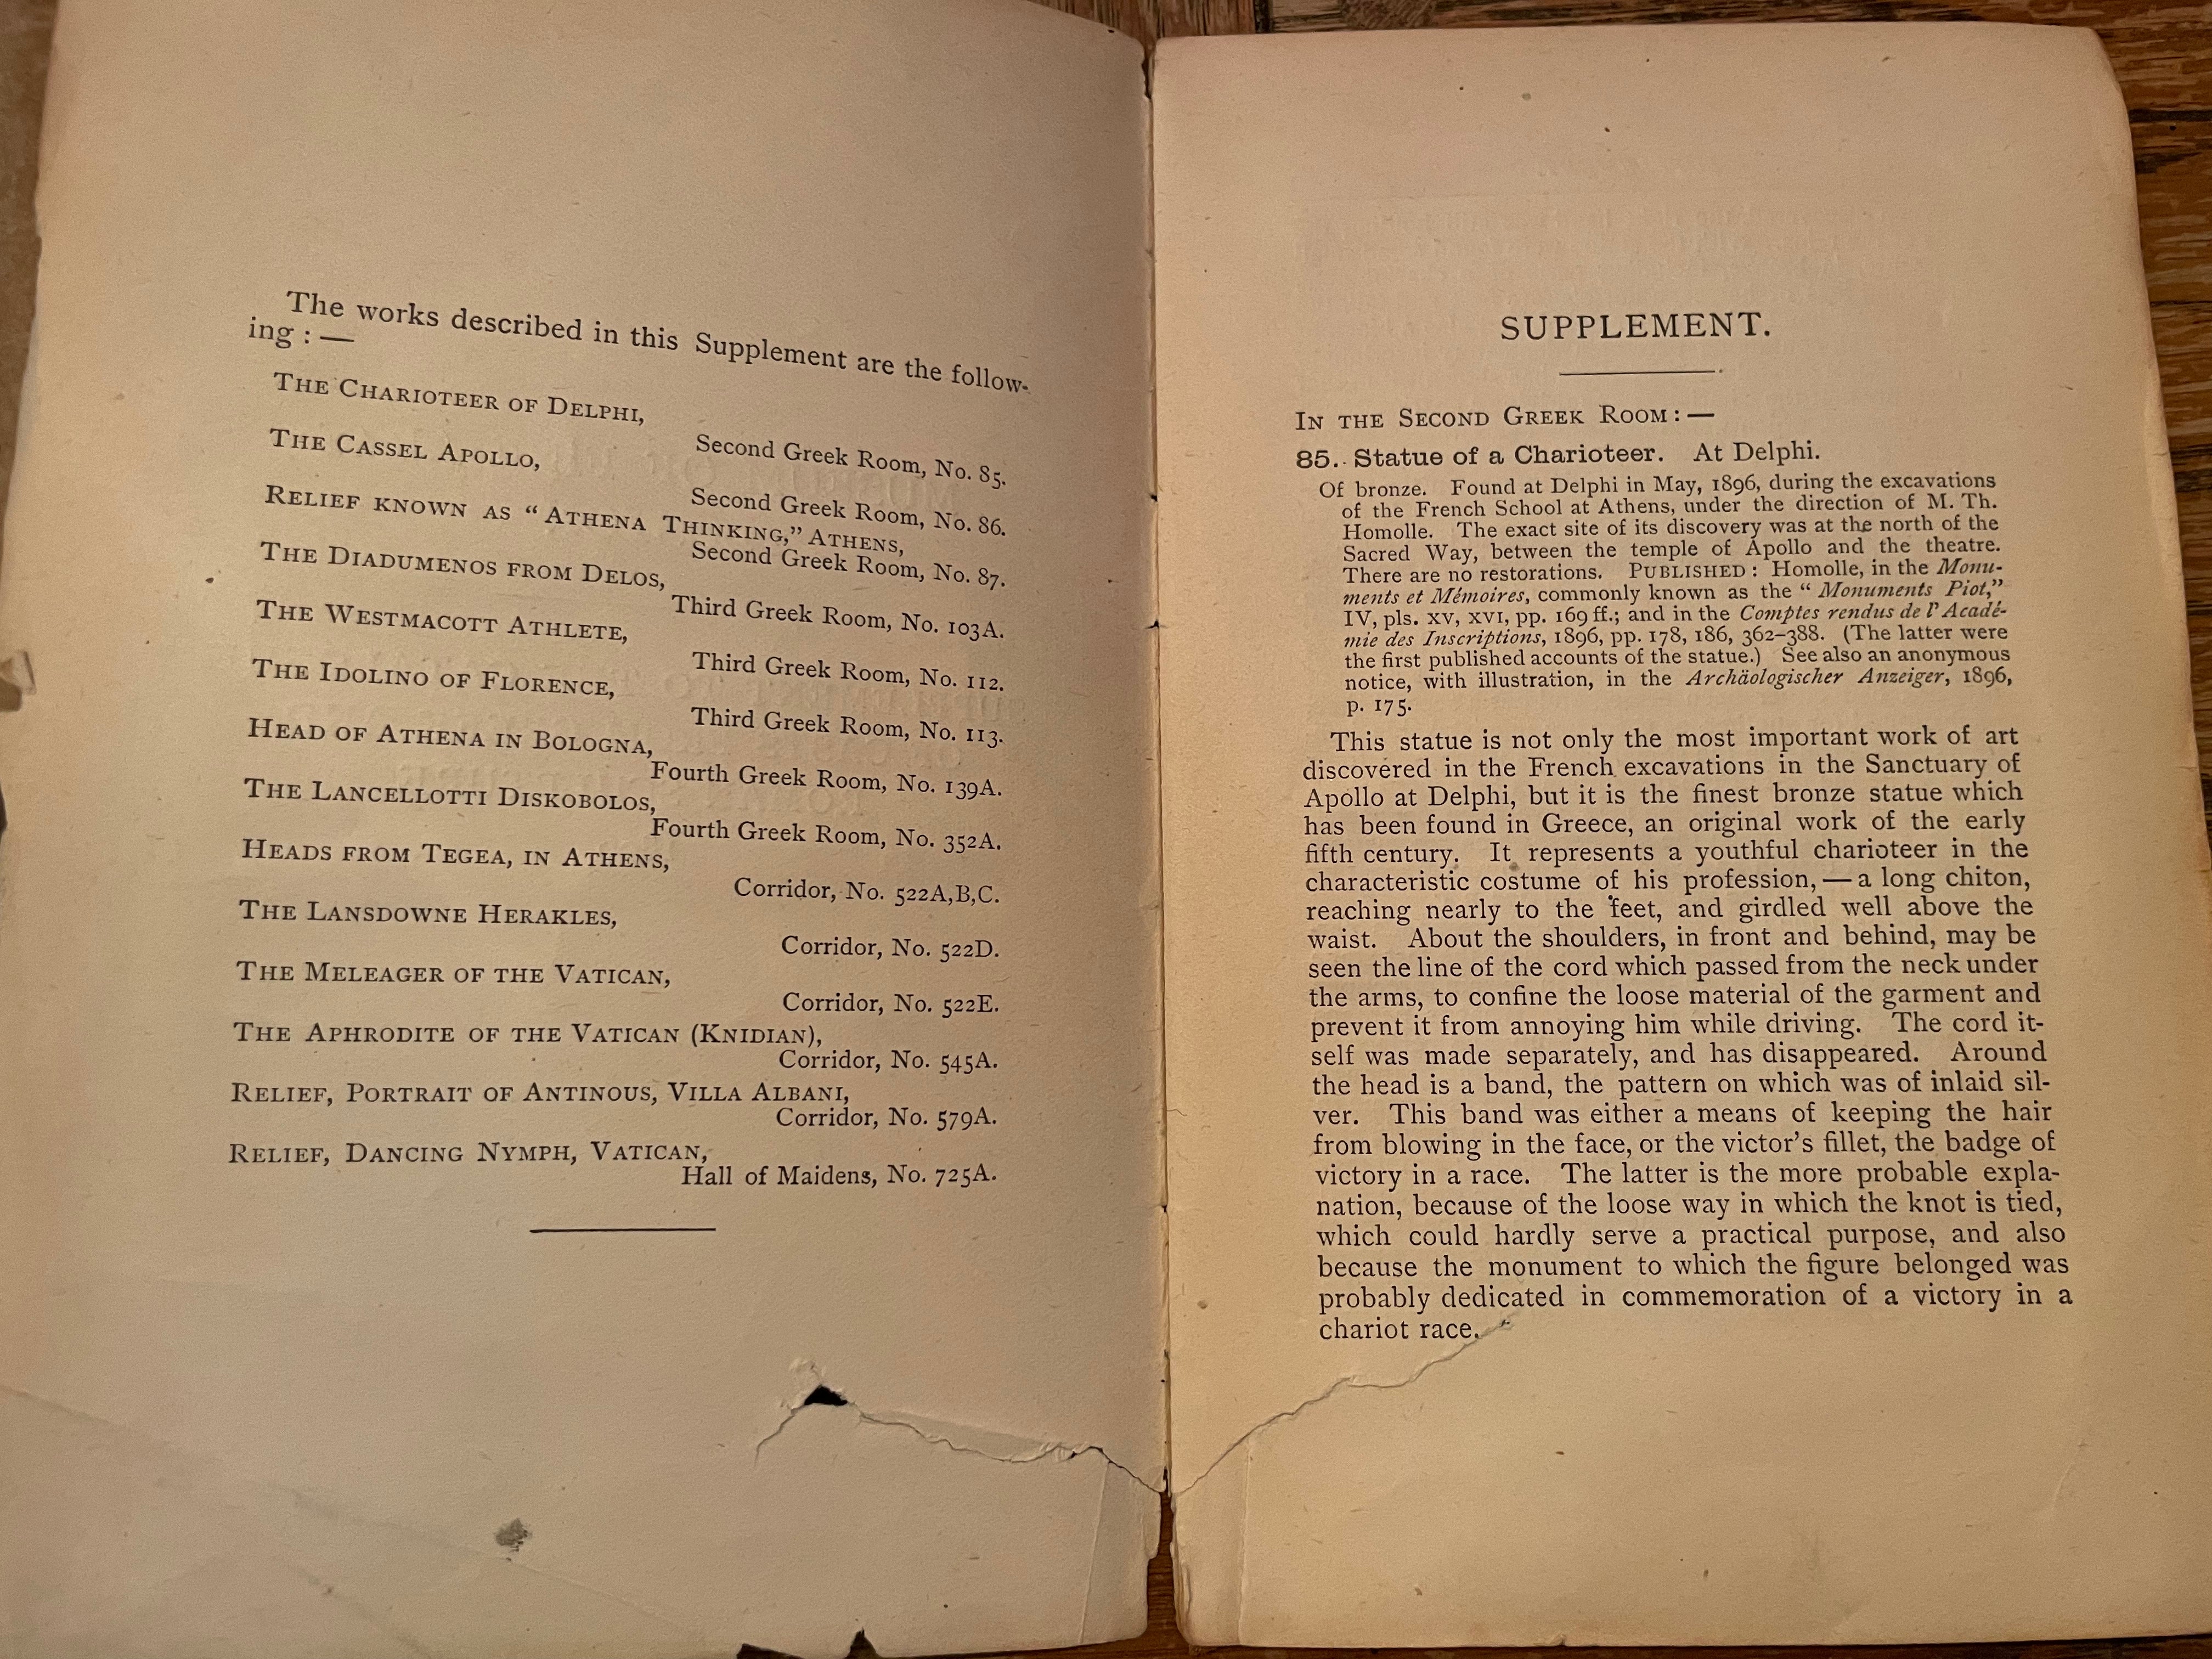 The works described in this Supplement are the follow-
ing : —
THE CHARIOTEER OF DELPHI,
Second Greek Room, No. 85.
THE CASSEL APOLLO,
Second Greek Room, No. 86.
RELIEF KNOWN AS “ATHENA THINKING,” ATHENS,
Second Greek Room, No. 87.
THE DIADUMENOS FROM DELOS,
Third Greek Room, No. 103A.
THE WESTMACOTT ATHLETE,
Third Greek Room, No. 112.
THE IDOLINO OF FLORENCE,
Third Greek Room, No. 113.
HEAD OF ATHENA IN BOLOGNA,
Fourth Greek Room, No. 139A.
THE LANCELLOTTI DISKOBOLOS,
Fourth Greek Room, No. 352A.
HEADS FROM TEGEA, IN ATHENS,
Corridor, No. 522A,B,C.
THE LANSDOWNE HERAKLES,
Corridor, No. 522D.
THE MELEAGER OF THE VATICAN,
Corridor, No. 522E.
THE APHRODITE OF THE VATICAN (KNIDIAN),
Corridor, No. 545A.
RELIEF, PORTRAIT OF ANTINOUS, VILLA ALBANI,
Corridor, No. 579A.
RELIEF, DANCING NYMPH, VATICAN,
Hall of Maidens, No. 725A.
SUPPLEMENT.
IN THE SECOND GREEK ROOM : —
85. Statue of a Charioteer. At Delphi.
Of bronze. Found at Delphi in May, 1896, during the excavations
of the French School at Athens, under the direction of M. Th.
Homolle. The exact site of its discovery was at the north of the
Sacred Way, between the temple of Apollo and the theatre.
There are no restorations. PUBLISHED : Homolle, in the Monu-
ments et Mémoires, commonly known as the “ Monuments Piot,”
IV, pls. XV, XVI, pp. 169 ff.; and in the Comptes rendus de l’ Acadé-
mie des Inscriptions, 1896, pp. 178, 186, 362–388. (The latter were
the first published accounts of the statue.) See also an anonymous
notice, with illustration, in the Archäologischer Anzeiger, 1896,
p. 175.
This statue is not only the most important work of art
discovered in the French excavations in the Sanctuary of
Apollo at Delphi, but it is the finest bronze statue which
has been found in Greece, an original work of the early
fifth century. It represents a youthful charioteer in the
characteristic costume of his profession, — a long chiton,
reaching nearly to the feet, and girdled well above the
waist. About the shoulders, in front and behind, may be
seen the line of the cord which passed from the neck under
the arms, to confine the loose material of the garment and
prevent it from annoying him while driving. The cord it-
self was made separately, and has disappeared. Around
the head is a band, the pattern on which was of inlaid sil-
ver. This band was either a means of keeping the hair
from blowing in the face, or the victor’s fillet, the badge of
victory in a race. The latter is the more probable expla-
nation, because of the loose way in which the knot is tied,
which could hardly serve a practical purpose, and also
because the monument to which the figure belonged was
probably dedicated in commemoration of a victory in a
chariot race.